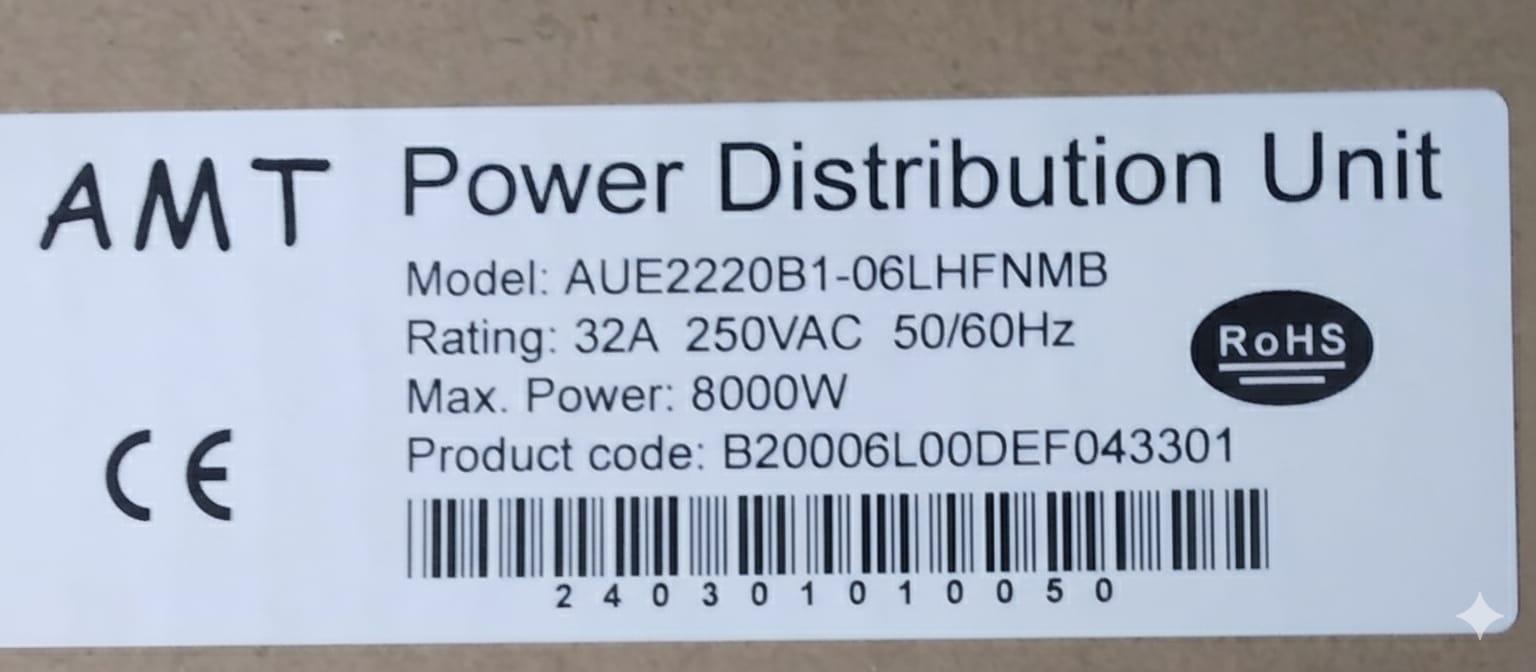 AMT
Power Distribution Unit
Model: AUE2220B1-06LHFNMB
Rating: 32A 250VAC 50/60Hz
Max. Power: 8000W
RoHS
Product code: B20006L00DEF043301
CE
240301010050